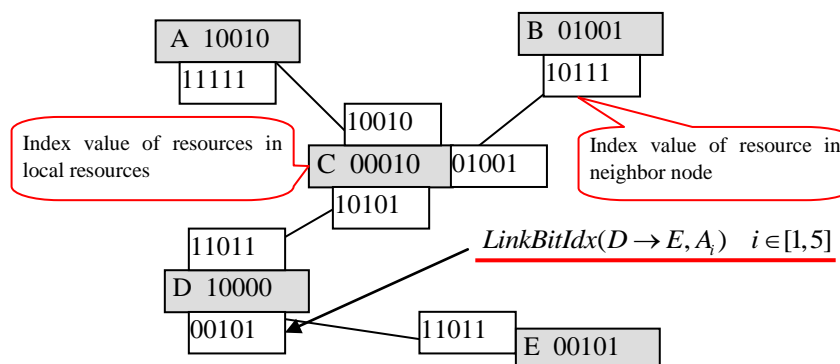 A 10010
B 01001
11111
10111
10010
Index value of resources in
local resources
C 00010
01001
Index value of resource in
neighbor node
10101
11011
LinkBitIdx(D → E, A_i) i ∈ [1,5]
D 10000
00101
11011
E 00101